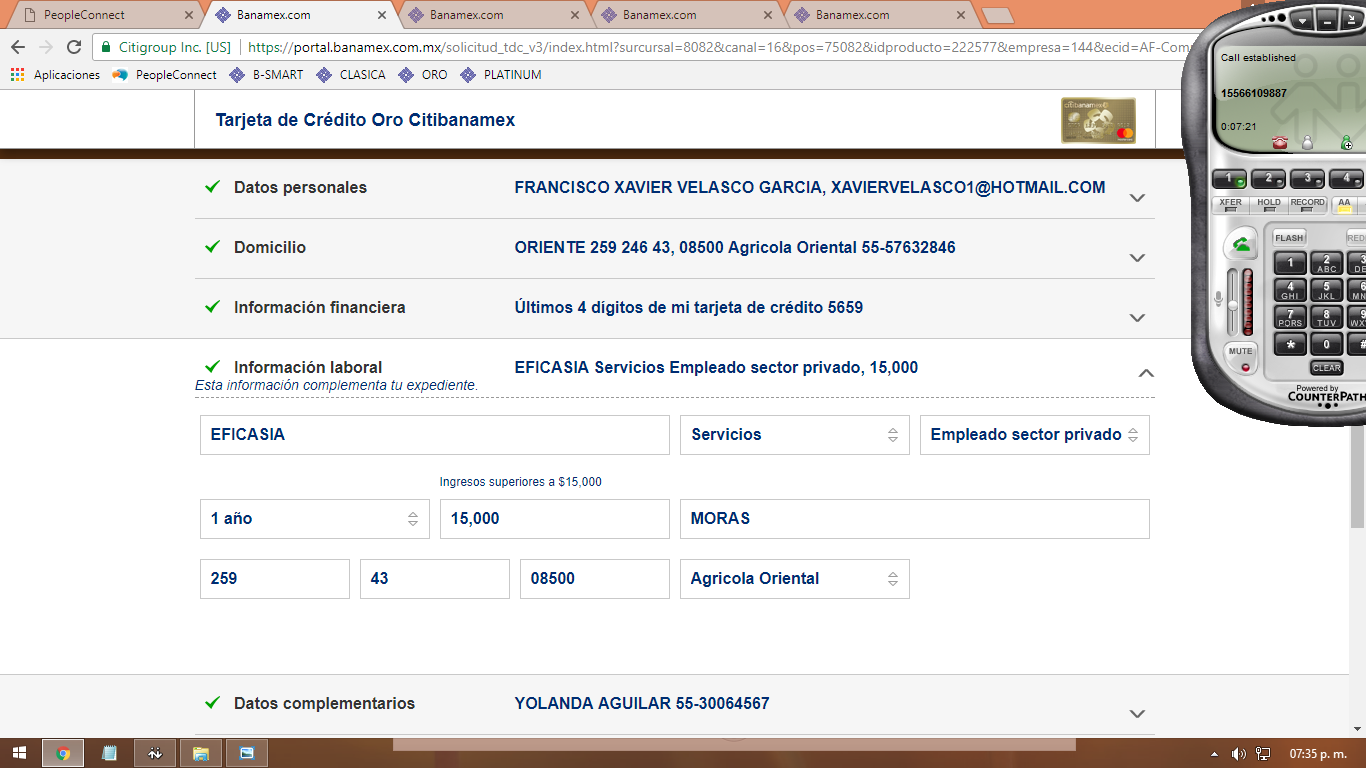 PeopleConnect
Banamex.com
Banamex.com
Banamex.com
Banamex.com
Citigroup Inc. [US]
https://portal.banamex.com.mx/solicitud_tdc_v3/index.html?surcursal=8082&canal=16&pos=75082&idproducto=222577&empresa=144&ecid=AF-Com
Aplicaciones
PeopleConnect
B-SMART
CLASICA
ORO
PLATINUM
Tarjeta de Crédito Oro Citibanamex
citibanamex
Datos personales
FRANCISCO XAVIER VELASCO GARCIA, XAVIERVELASCO1@HOTMAIL.COM
Domicilio
ORIENTE 259 246 43, 08500 Agricola Oriental 55-57632846
Información financiera
Últimos 4 dígitos de mi tarjeta de crédito 5659
Información laboral
EFICASIA Servicios Empleado sector privado, 15,000
Esta información complementa tu expediente.
EFICASIA
Servicios
Empleado sector privado
Ingresos superiores a $15,000
1 año
15,000
MORAS
259
43
08500
Agricola Oriental
Datos complementarios
YOLANDA AGUILAR 55-30064567
Call established
15566109887
0:07:21
1
2
3
4
XFER
HOLD
RECORD
AA
FLASH
RED
1
2 ABC
3 DE
4 GHI
5 JKL
6 MN
7 PQRS
8 TUV
9 WX
*
0
#
MUTE
CLEAR
Powered by
COUNTERPATH
07:35 p. m.